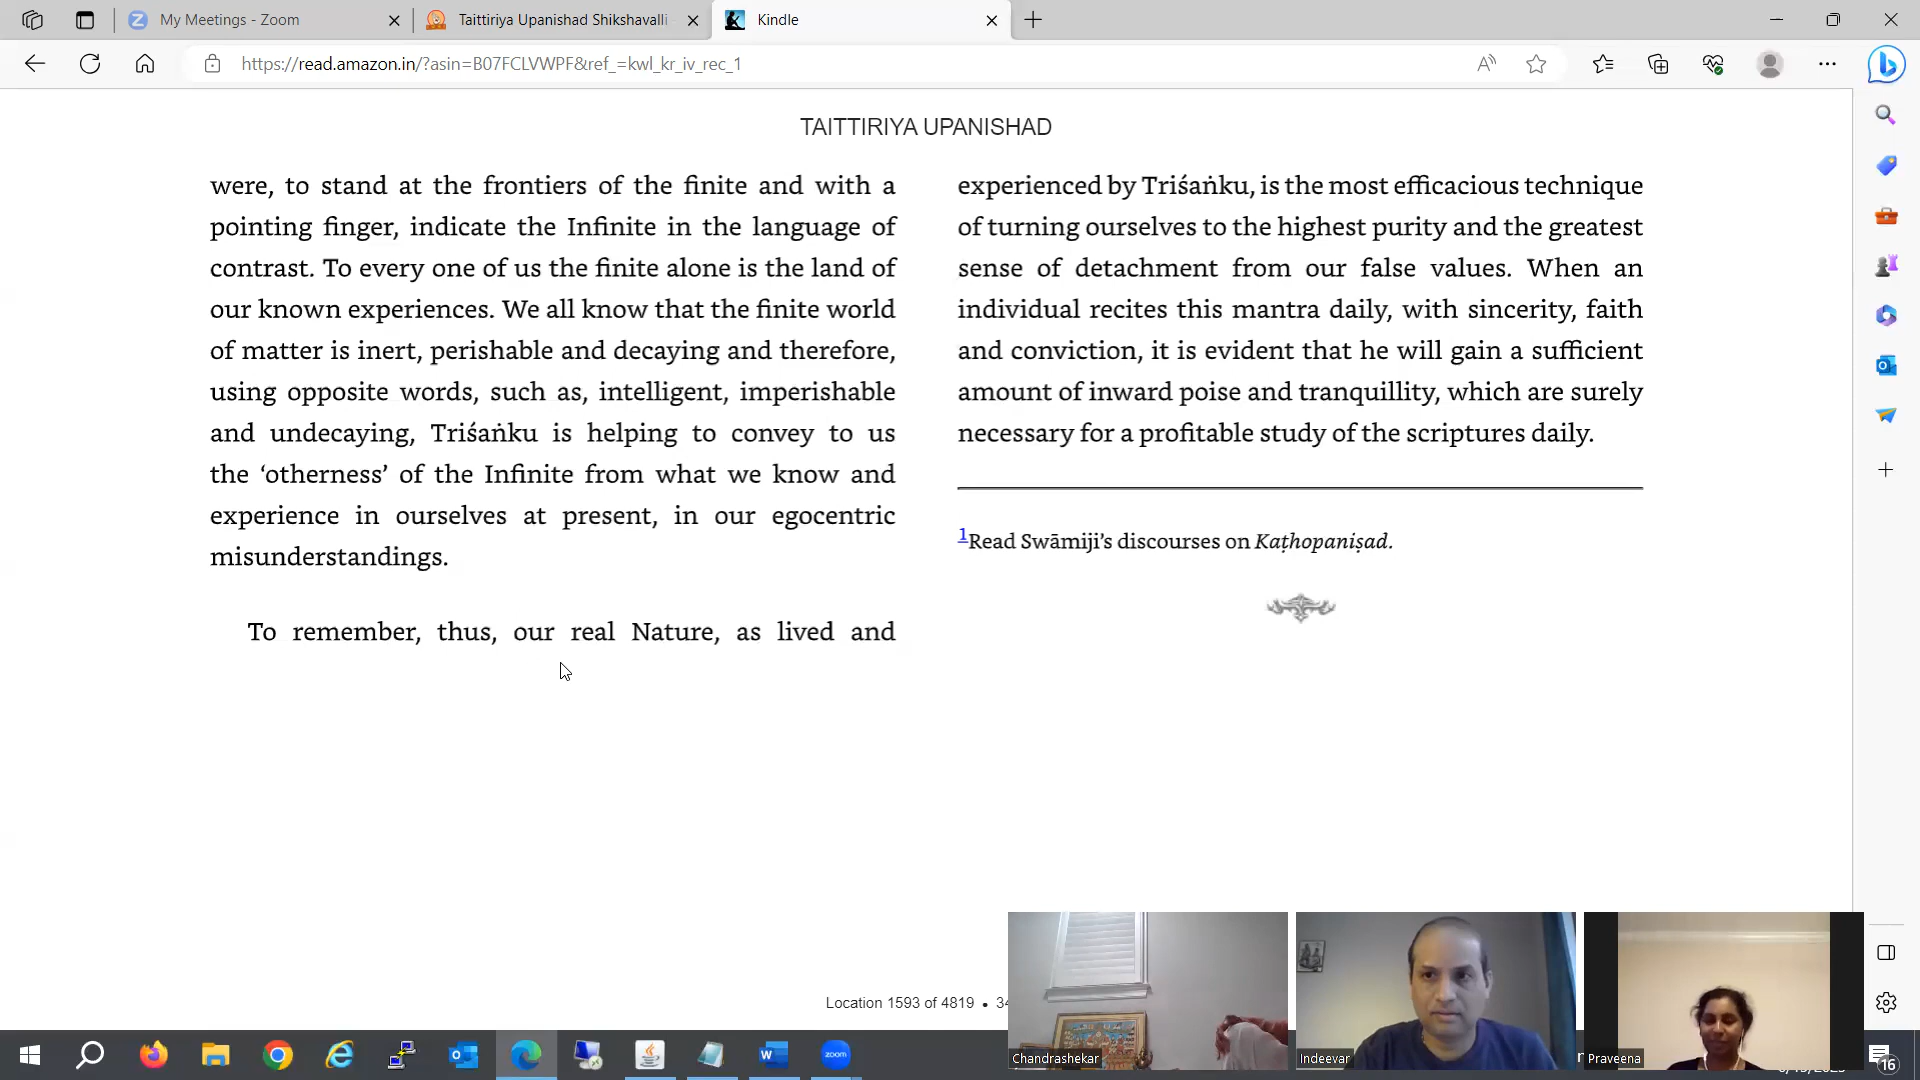 My Meetings - Zoom
Taittiriya Upanishad Shikshavalli
Kindle
https://read.amazon.in/?asin=B07FCLVWPF&ref_=kwl_kr_iv_rec_1
TAITTIRIYA UPANISHAD
were, to stand at the frontiers of the finite and with a
pointing finger, indicate the Infinite in the language of
contrast. To every one of us the finite alone is the land of
our known experiences. We all know that the finite world
of matter is inert, perishable and decaying and therefore,
using opposite words, such as, intelligent, imperishable
and undecaying, Triśaṅku is helping to convey to us
the ‘otherness’ of the Infinite from what we know and
experience in ourselves at present, in our egocentric
misunderstandings.
To remember, thus, our real Nature, as lived and
experienced by Triśaṅku, is the most efficacious technique
of turning ourselves to the highest purity and the greatest
sense of detachment from our false values. When an
individual recites this mantra daily, with sincerity, faith
and conviction, it is evident that he will gain a sufficient
amount of inward poise and tranquillity, which are surely
necessary for a profitable study of the scriptures daily.
1Read Swāmiji’s discourses on Kaṭhopaniṣad.
Location 1593 of 4819 • 34
Chandrashekar
Indeevar
Praveena
zoom
16